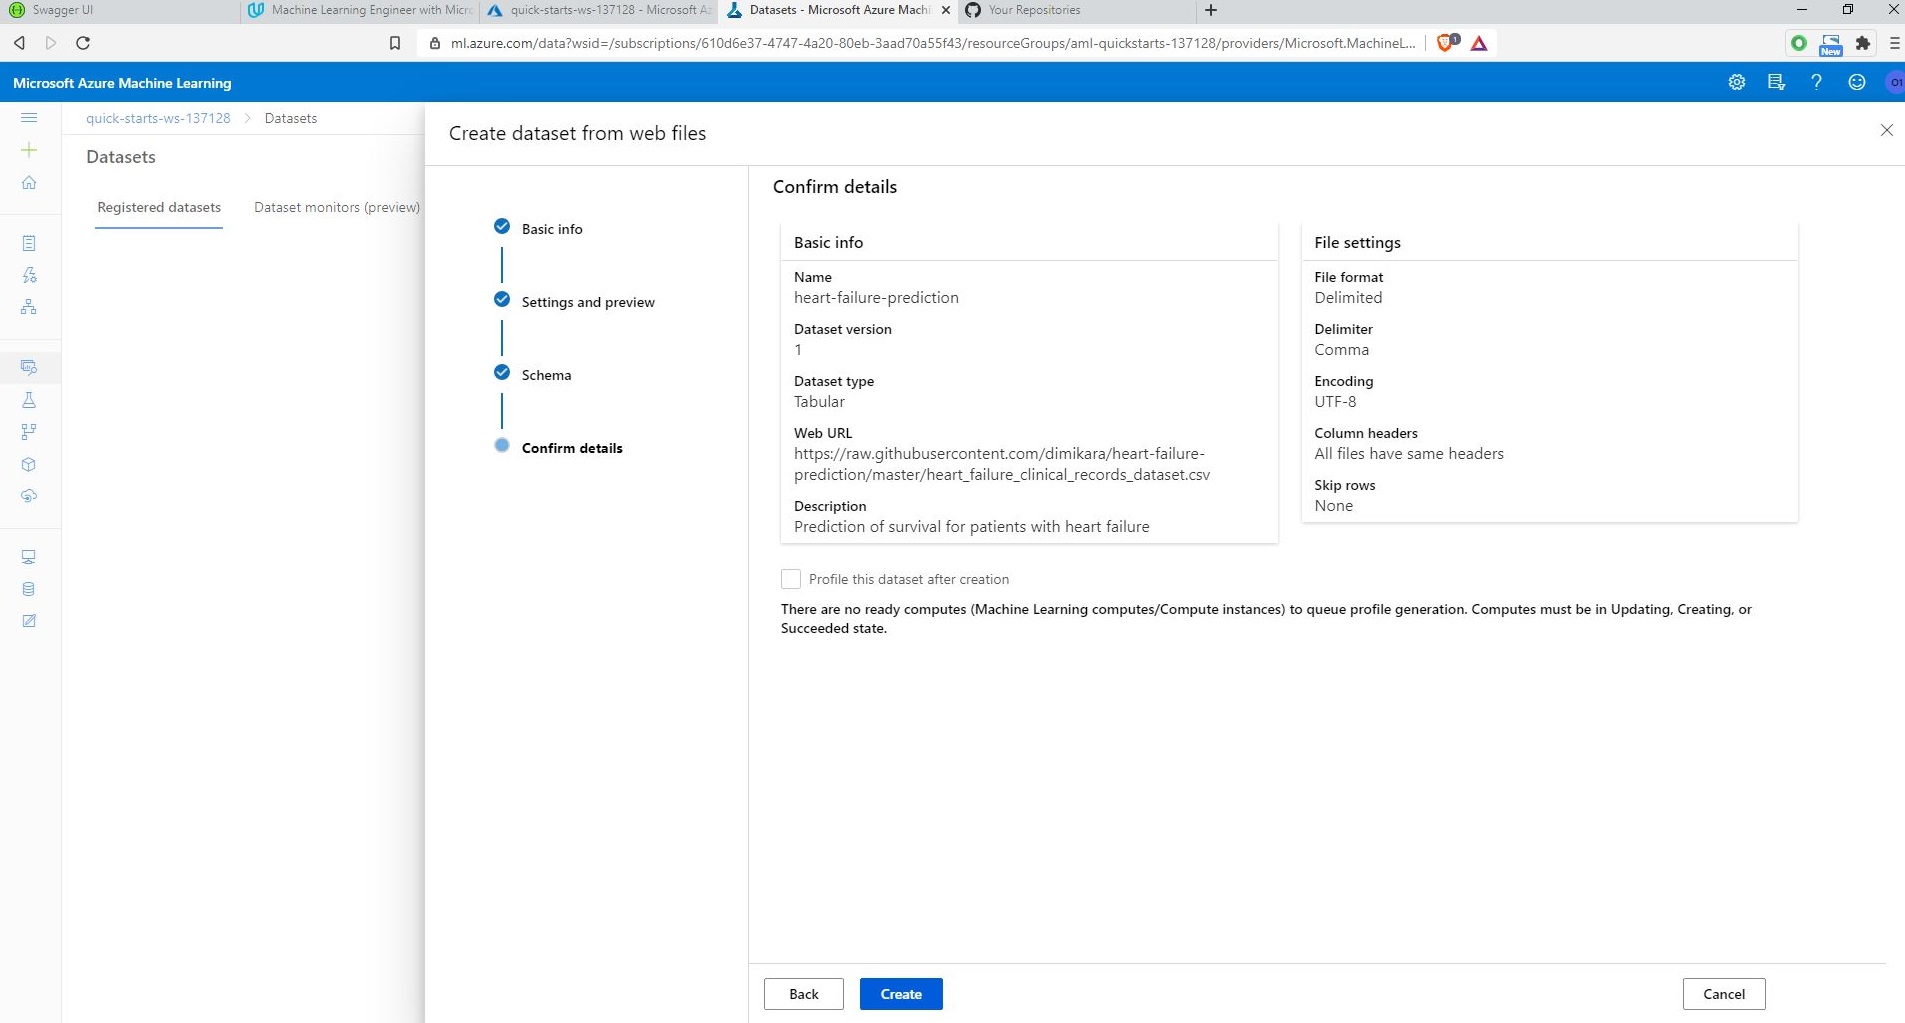 Swagger UI
Machine Learning Engineer with Micro
quick-starts-ws-137128 - Microsoft Az
Datasets - Microsoft Azure Machi
Your Repositories
ml.azure.com/data?wsid=/subscriptions/610d6e37-4747-4a20-80eb-3aad70a55f43/resourceGroups/aml-quickstarts-137128/providers/Microsoft.MachineL...
1
New
Microsoft Azure Machine Learning
O1
quick-starts-ws-137128 > Datasets
Datasets
Registered datasets
Dataset monitors (preview)
Create dataset from web files
Basic info
Settings and preview
Schema
Confirm details
Confirm details
Basic info
Name
heart-failure-prediction
Dataset version
1
Dataset type
Tabular
Web URL
https://raw.githubusercontent.com/dimikara/heart-failure-
prediction/master/heart_failure_clinical_records_dataset.csv
Description
Prediction of survival for patients with heart failure
File settings
File format
Delimited
Delimiter
Comma
Encoding
UTF-8
Column headers
All files have same headers
Skip rows
None
Profile this dataset after creation
There are no ready computes (Machine Learning computes/Compute instances) to queue profile generation. Computes must be in Updating, Creating, or
Succeeded state.
Back
Create
Cancel